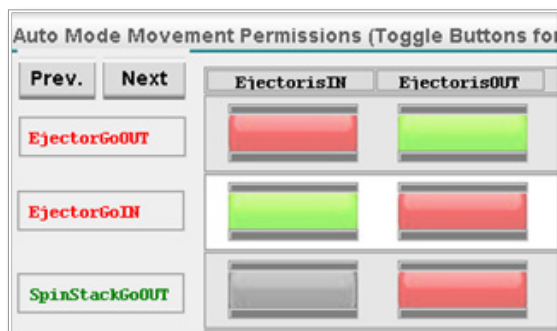 Auto Mode Movement Permissions (Toggle Buttons for
Prev. Next EjectorisIN EjectorisOUT
EjectorGoOUT
EjectorGoIN
SpinStackGoOUT